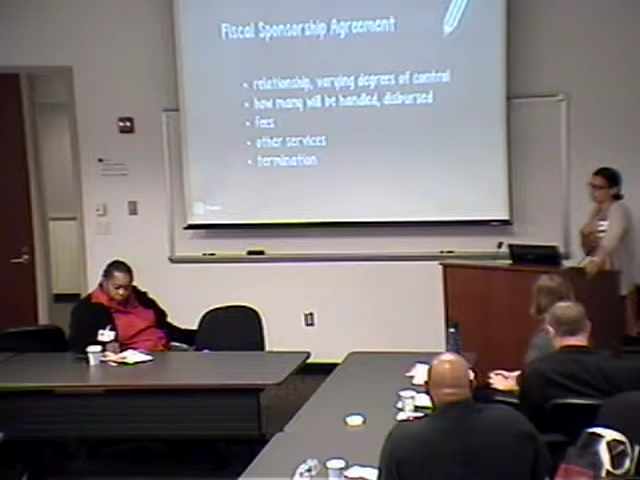 Fiscal Sponsorship Agreement
• relationship, varying degrees of control
• how many will be handled, disbursed
• fees
• other services
• termination